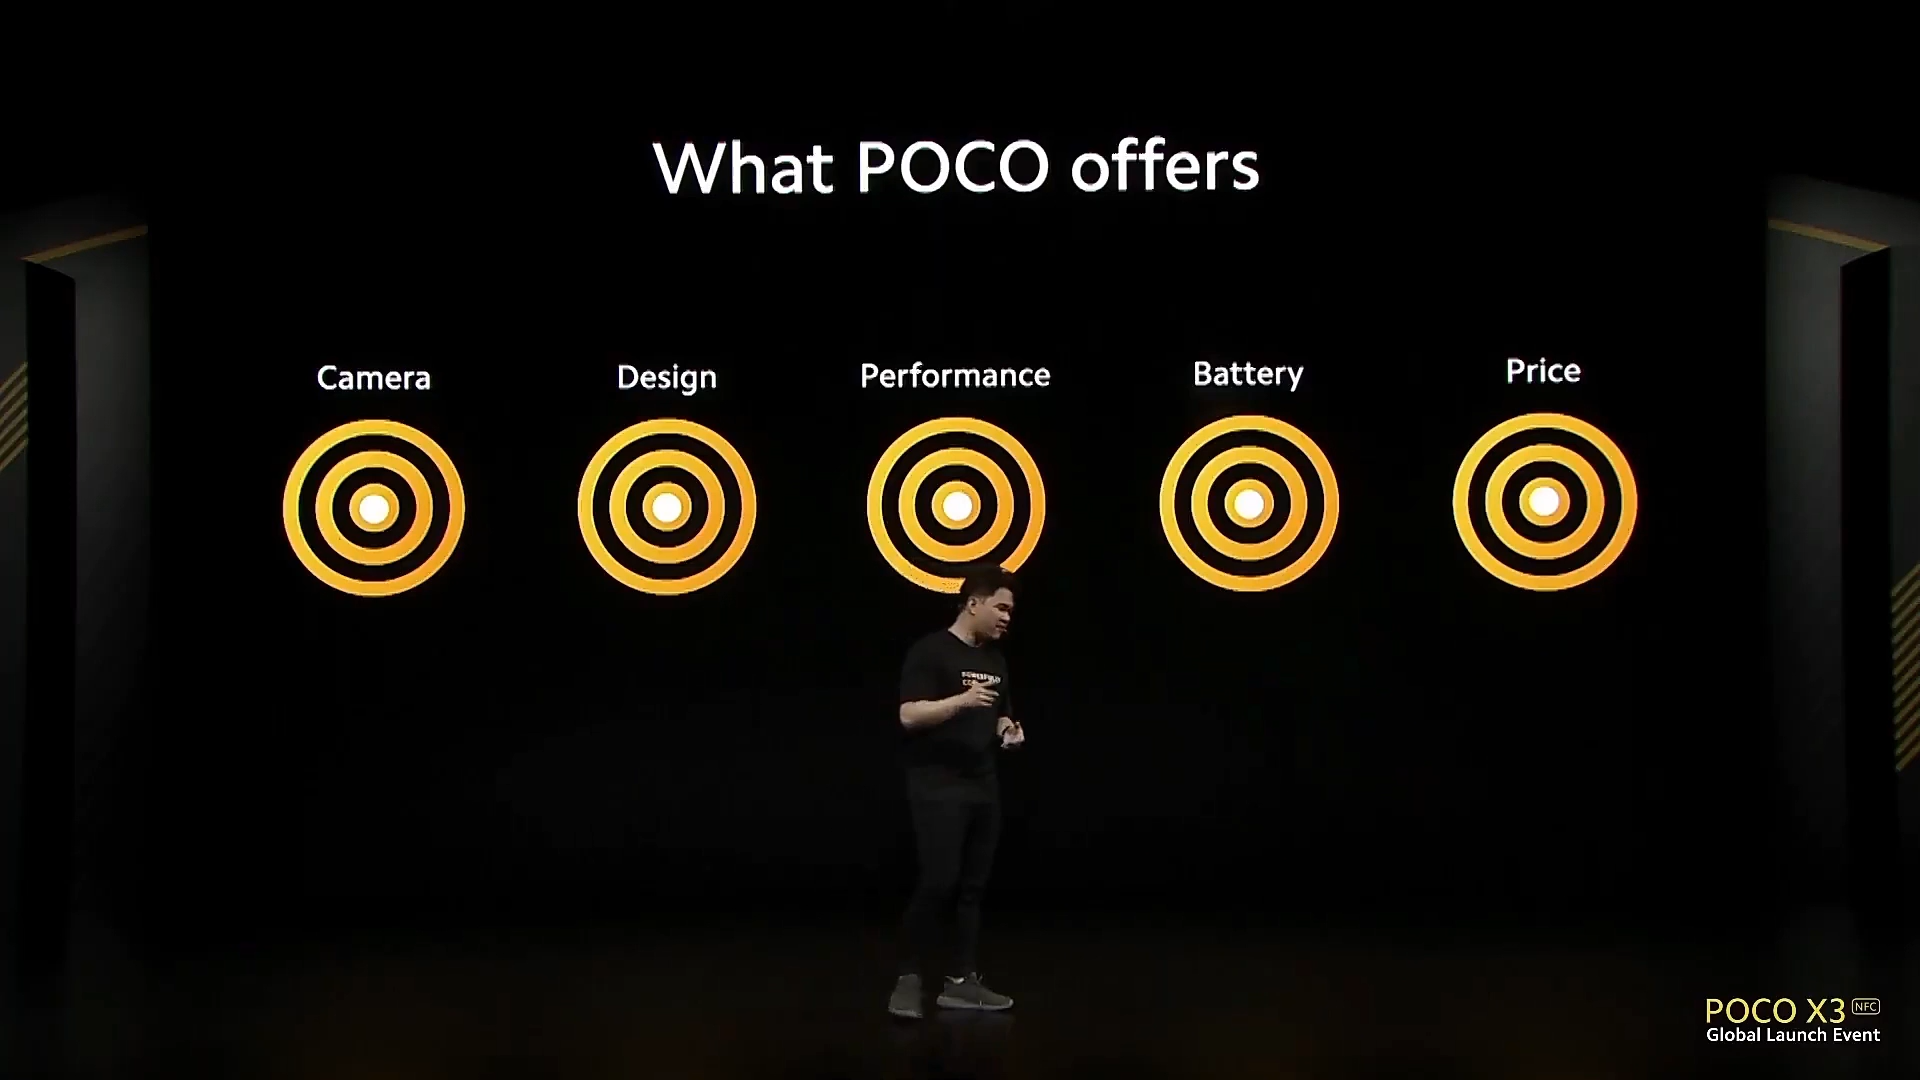 What POCO offers
Camera
Design
Performance
Battery
Price
POCO X3 NFC
Global Launch Event